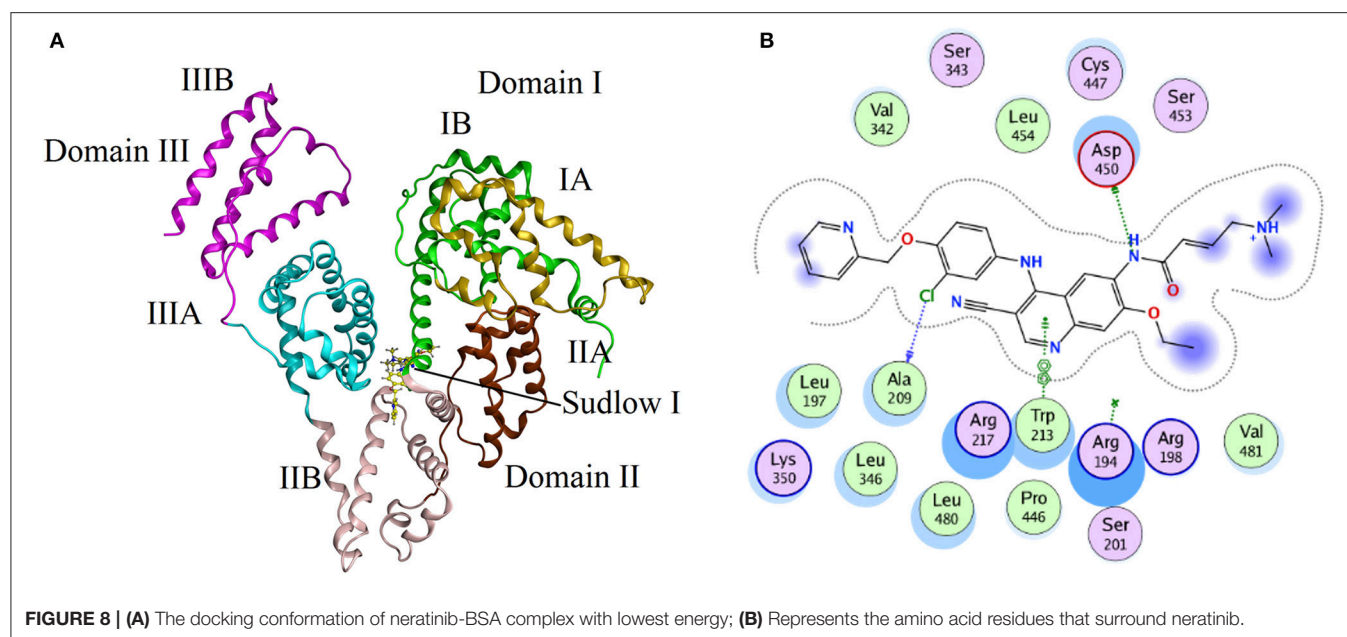 A
IIIB
Domain I
IB
Domain III
IA
IIIA
IIA
Sudlow I
IIB
Domain II
B
Ser
343
Cys
447
Ser
453
Val
342
Leu
454
Asp
450
N
O
Cl
NH
N
N
H
N
O
O
NH
+
Leu
197
Ala
209
Arg
217
Trp
213
Arg
194
Arg
198
Val
481
Lys
350
Leu
346
Leu
480
Pro
446
Ser
201
FIGURE 8 | (A) The docking conformation of neratinib-BSA complex with lowest energy; (B) Represents the amino acid residues that surround neratinib.